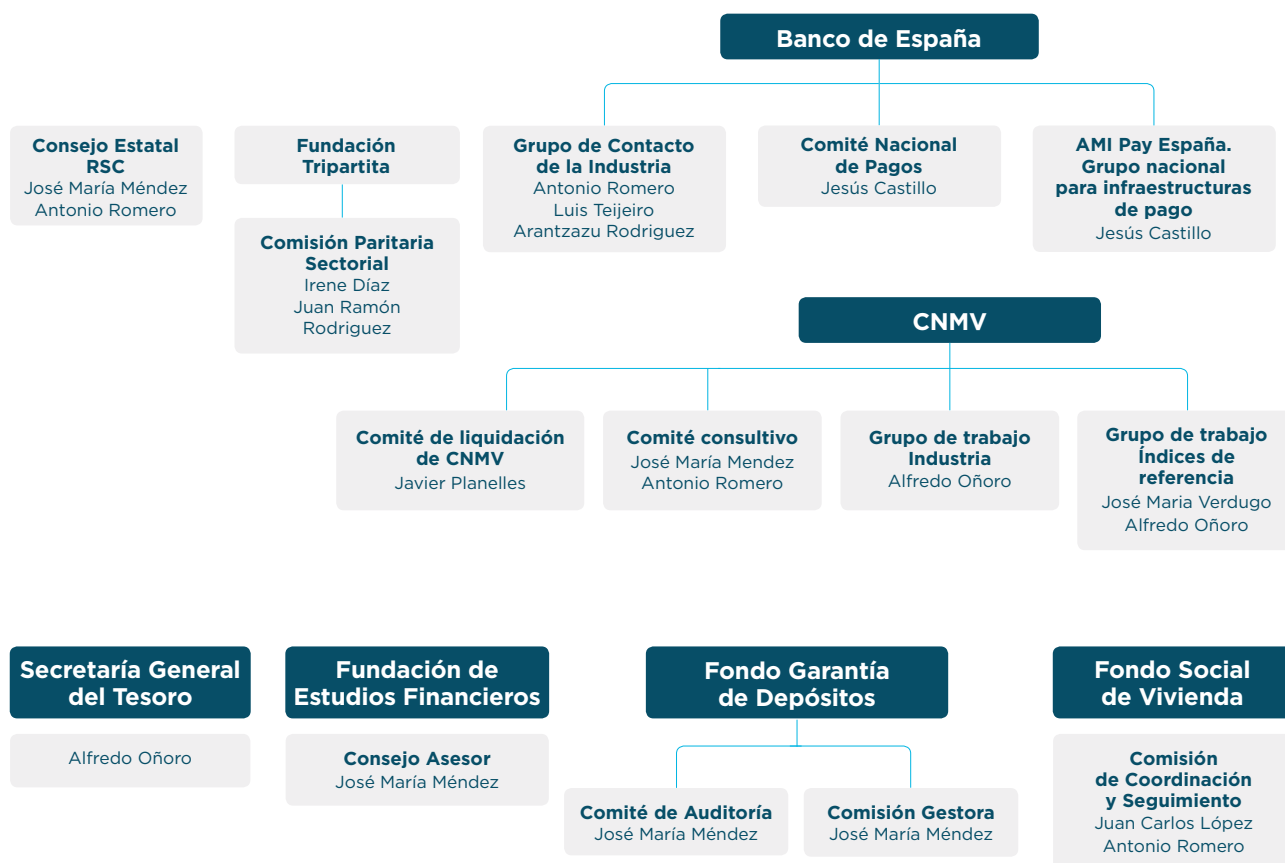 Banco de España
Consejo Estatal
RSC
José María Méndez
Antonio Romero
Fundación
Tripartita
Comisión Paritaria
Sectorial
Irene Díaz
Juan Ramón
Rodriguez
Grupo de Contacto
de la Industria
Antonio Romero
Luis Teijeiro
Arantzazu Rodriguez
Comité Nacional
de Pagos
Jesús Castillo
AMI Pay España.
Grupo nacional
para infraestructuras
de pago
Jesús Castillo
CNMV
Comité de liquidación
de CNMV
Javier Planelles
Comité consultivo
José María Mendez
Antonio Romero
Grupo de trabajo
Industria
Alfredo Oñoro
Grupo de trabajo
Índices de
referencia
José Maria Verdugo
Alfredo Oñoro
Secretaría General
del Tesoro
Alfredo Oñoro
Fundación de
Estudios Financieros
Consejo Asesor
José María Méndez
Fondo Garantía
de Depósitos
Comité de Auditoría
José María Méndez
Comisión Gestora
José María Méndez
Fondo Social
de Vivienda
Comisión
de Coordinación
y Seguimiento
Juan Carlos López
Antonio Romero